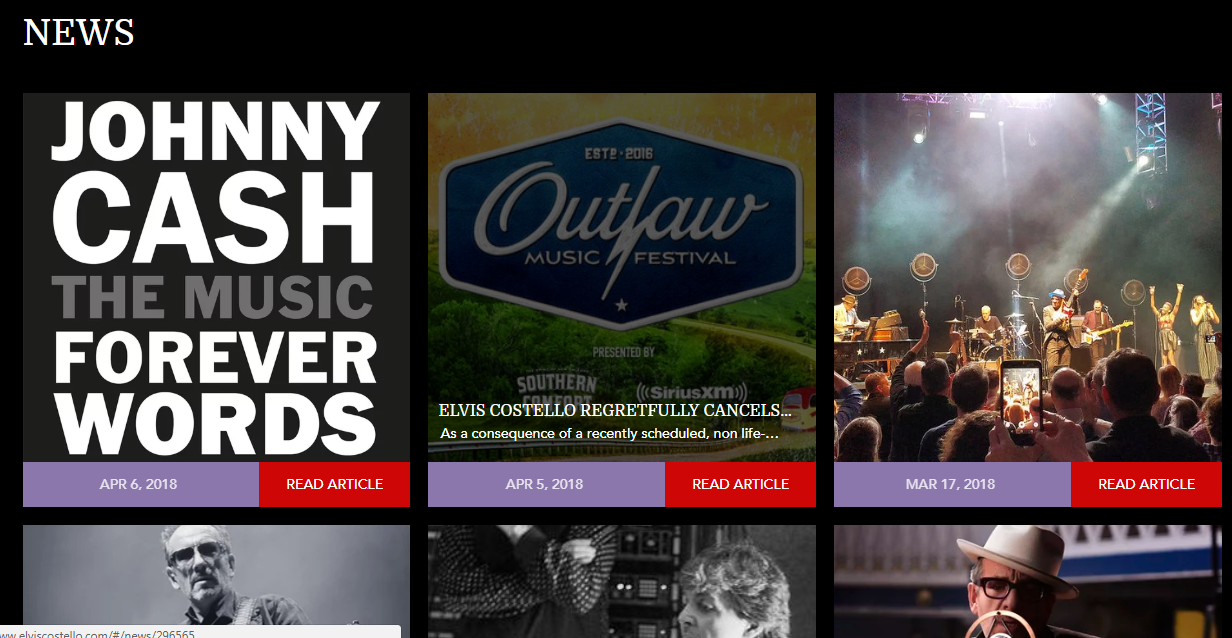 NEWS
JOHNNY
CASH
THE MUSIC
FOREVER
WORDS
APR 6, 2018
READ ARTICLE
ESTD • 2016
Outlaw
MUSIC FESTIVAL
PRESENTED BY
SOUTHERN
COMFORT
((SiriusXM))
ELVIS COSTELLO REGRETFULLY CANCELS...
As a consequence of a recently scheduled, non life-...
APR 5, 2018
READ ARTICLE
MAR 17, 2018
READ ARTICLE
ww.elviscostello.com/#/news/296565